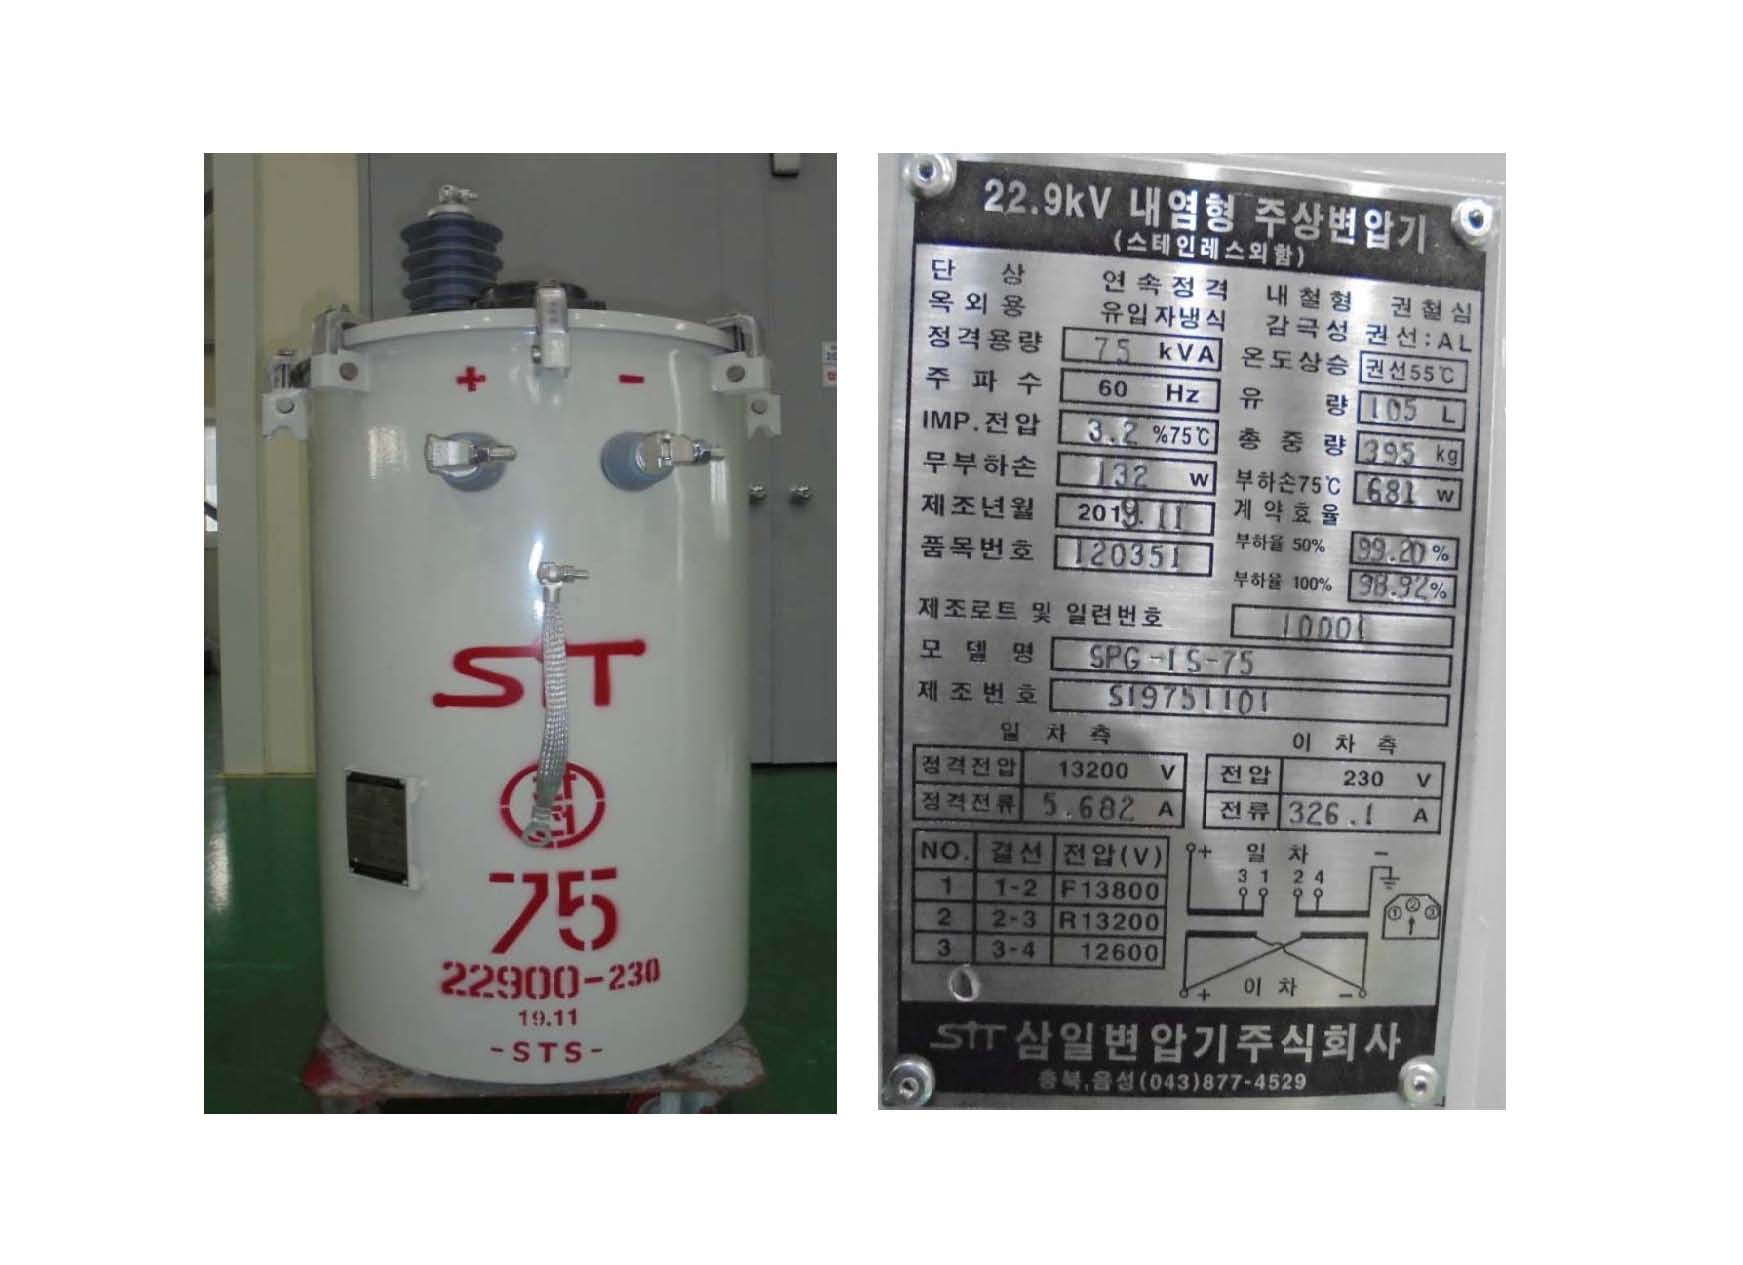 + -
ST
75
22900-230
19.11
-STS-
22.9kV 내염형 주상변압기
(스테인레스외함)
단 상 연속정격 내철형 권철심
옥외용 유입자냉식 감극성 권선:AL
정격용량 75 kVA 온도상승 권선55℃
주 파 수 60 Hz 유 량 105 L
IMP.전압 3.2 %75℃ 총 중 량 395 kg
무부하손 132 w 부하손75℃ 681 w
제조년월 2019.11 계약효율
품목번호 120351 부하율 50% 99.20 %
부하율 100% 98.92%
제조로트 및 일련번호 10001
모 델 명 SPG-1S-75
제조번호 S19751101
일 차 측 이 차 측
정격전압 13200 V 전압 230 V
정격전류 5.682 A 전류 326.1 A
NO. 결선 전압(V)
1 1-2 F13800
2 2-3 R13200
3 3-4 12600
+ 일 차 -
3 1 2 4
① ② ③
+ 이 차 -
STT 삼일변압기주식회사
충북,음성(043)877-4529